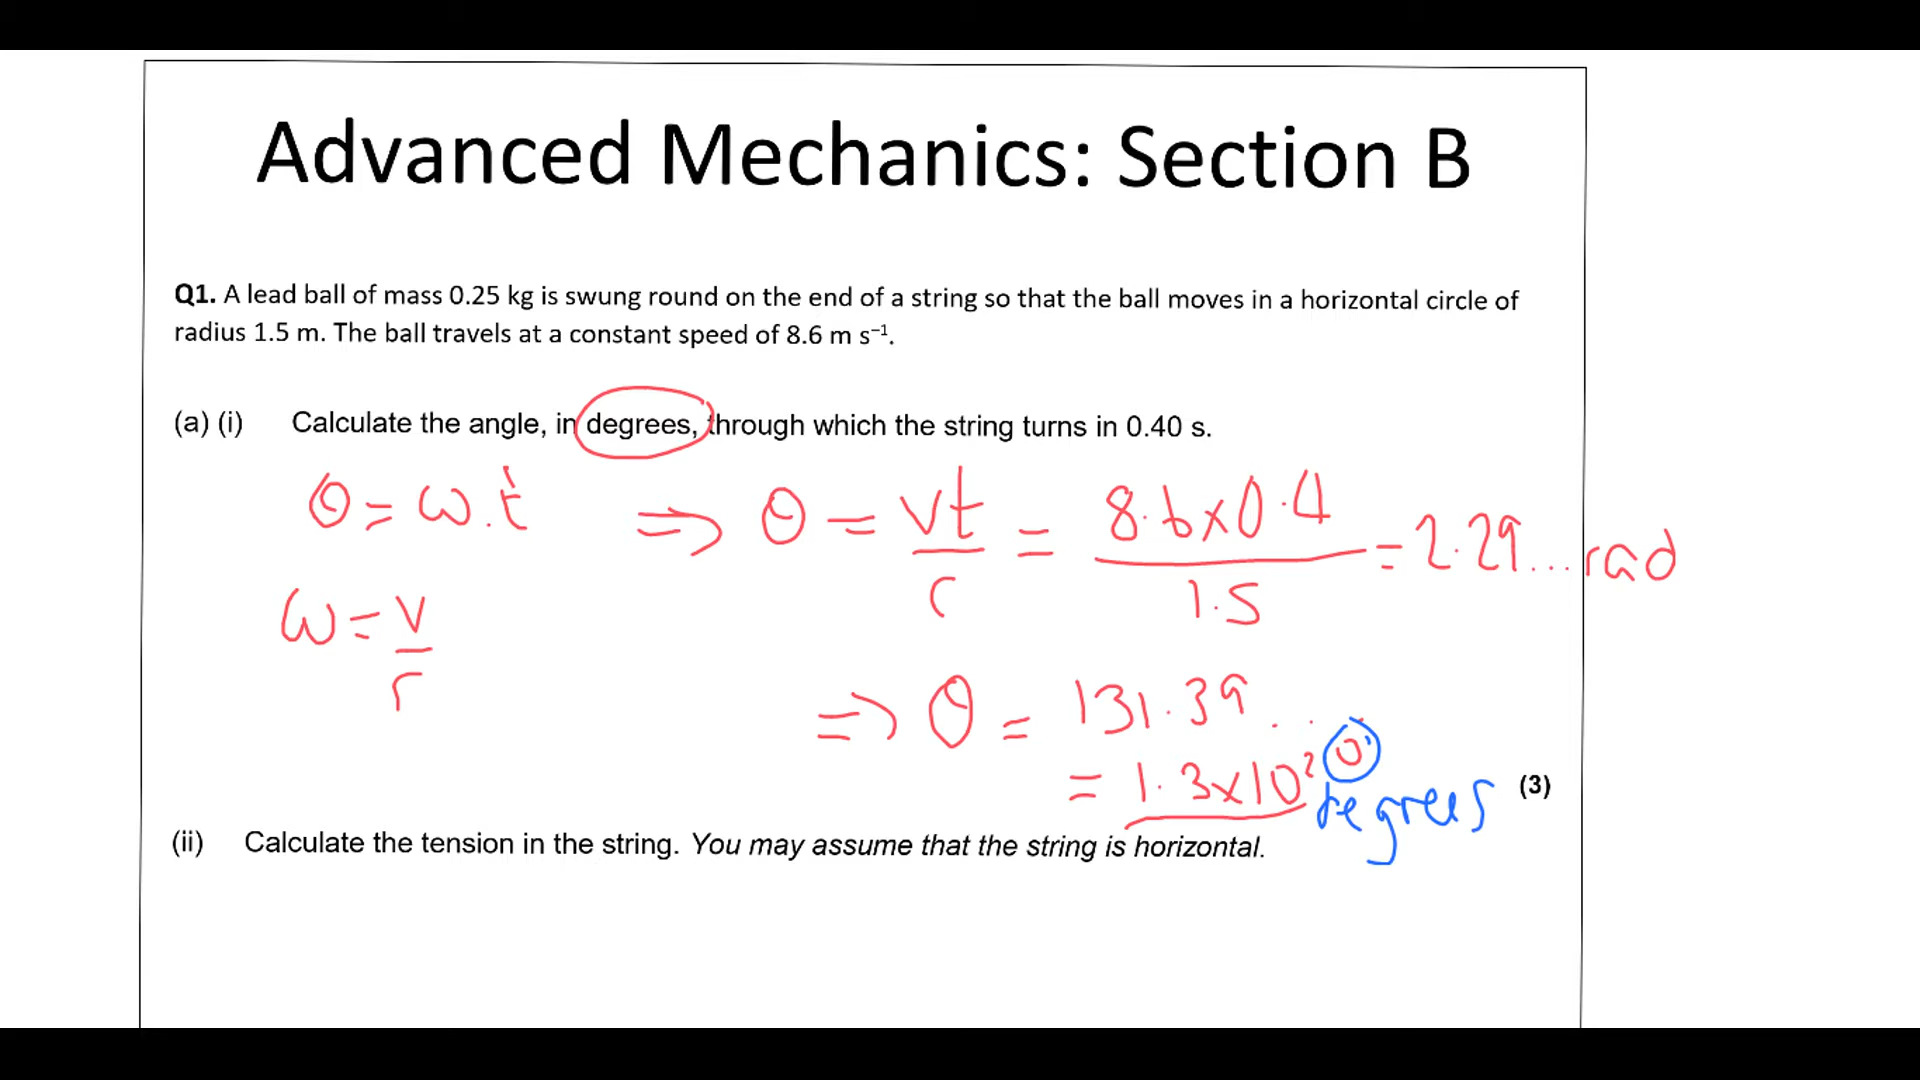 Advanced Mechanics: Section B
Q1. A lead ball of mass 0.25 kg is swung round on the end of a string so that the ball moves in a horizontal circle of
radius 1.5 m. The ball travels at a constant speed of 8.6 m s⁻¹.
(a) (i) Calculate the angle, in degrees, through which the string turns in 0.40 s.
θ = ω.t ⇒ θ = vt/r = 8.6×0.4/1.5 = 2.29... rad
ω = v/r
⇒ θ = 131.39...
= 1.3×10² °
degrees (3)
(ii) Calculate the tension in the string. You may assume that the string is horizontal.